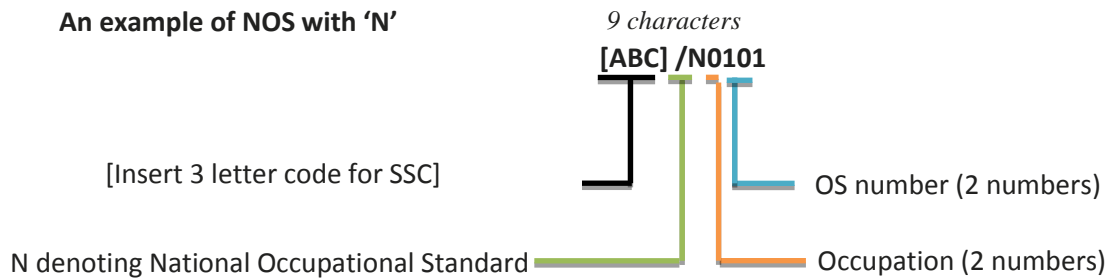 An example of NOS with ‘N’
9 characters
[ABC] /N0101
[Insert 3 letter code for SSC]
OS number (2 numbers)
N denoting National Occupational Standard
Occupation (2 numbers)